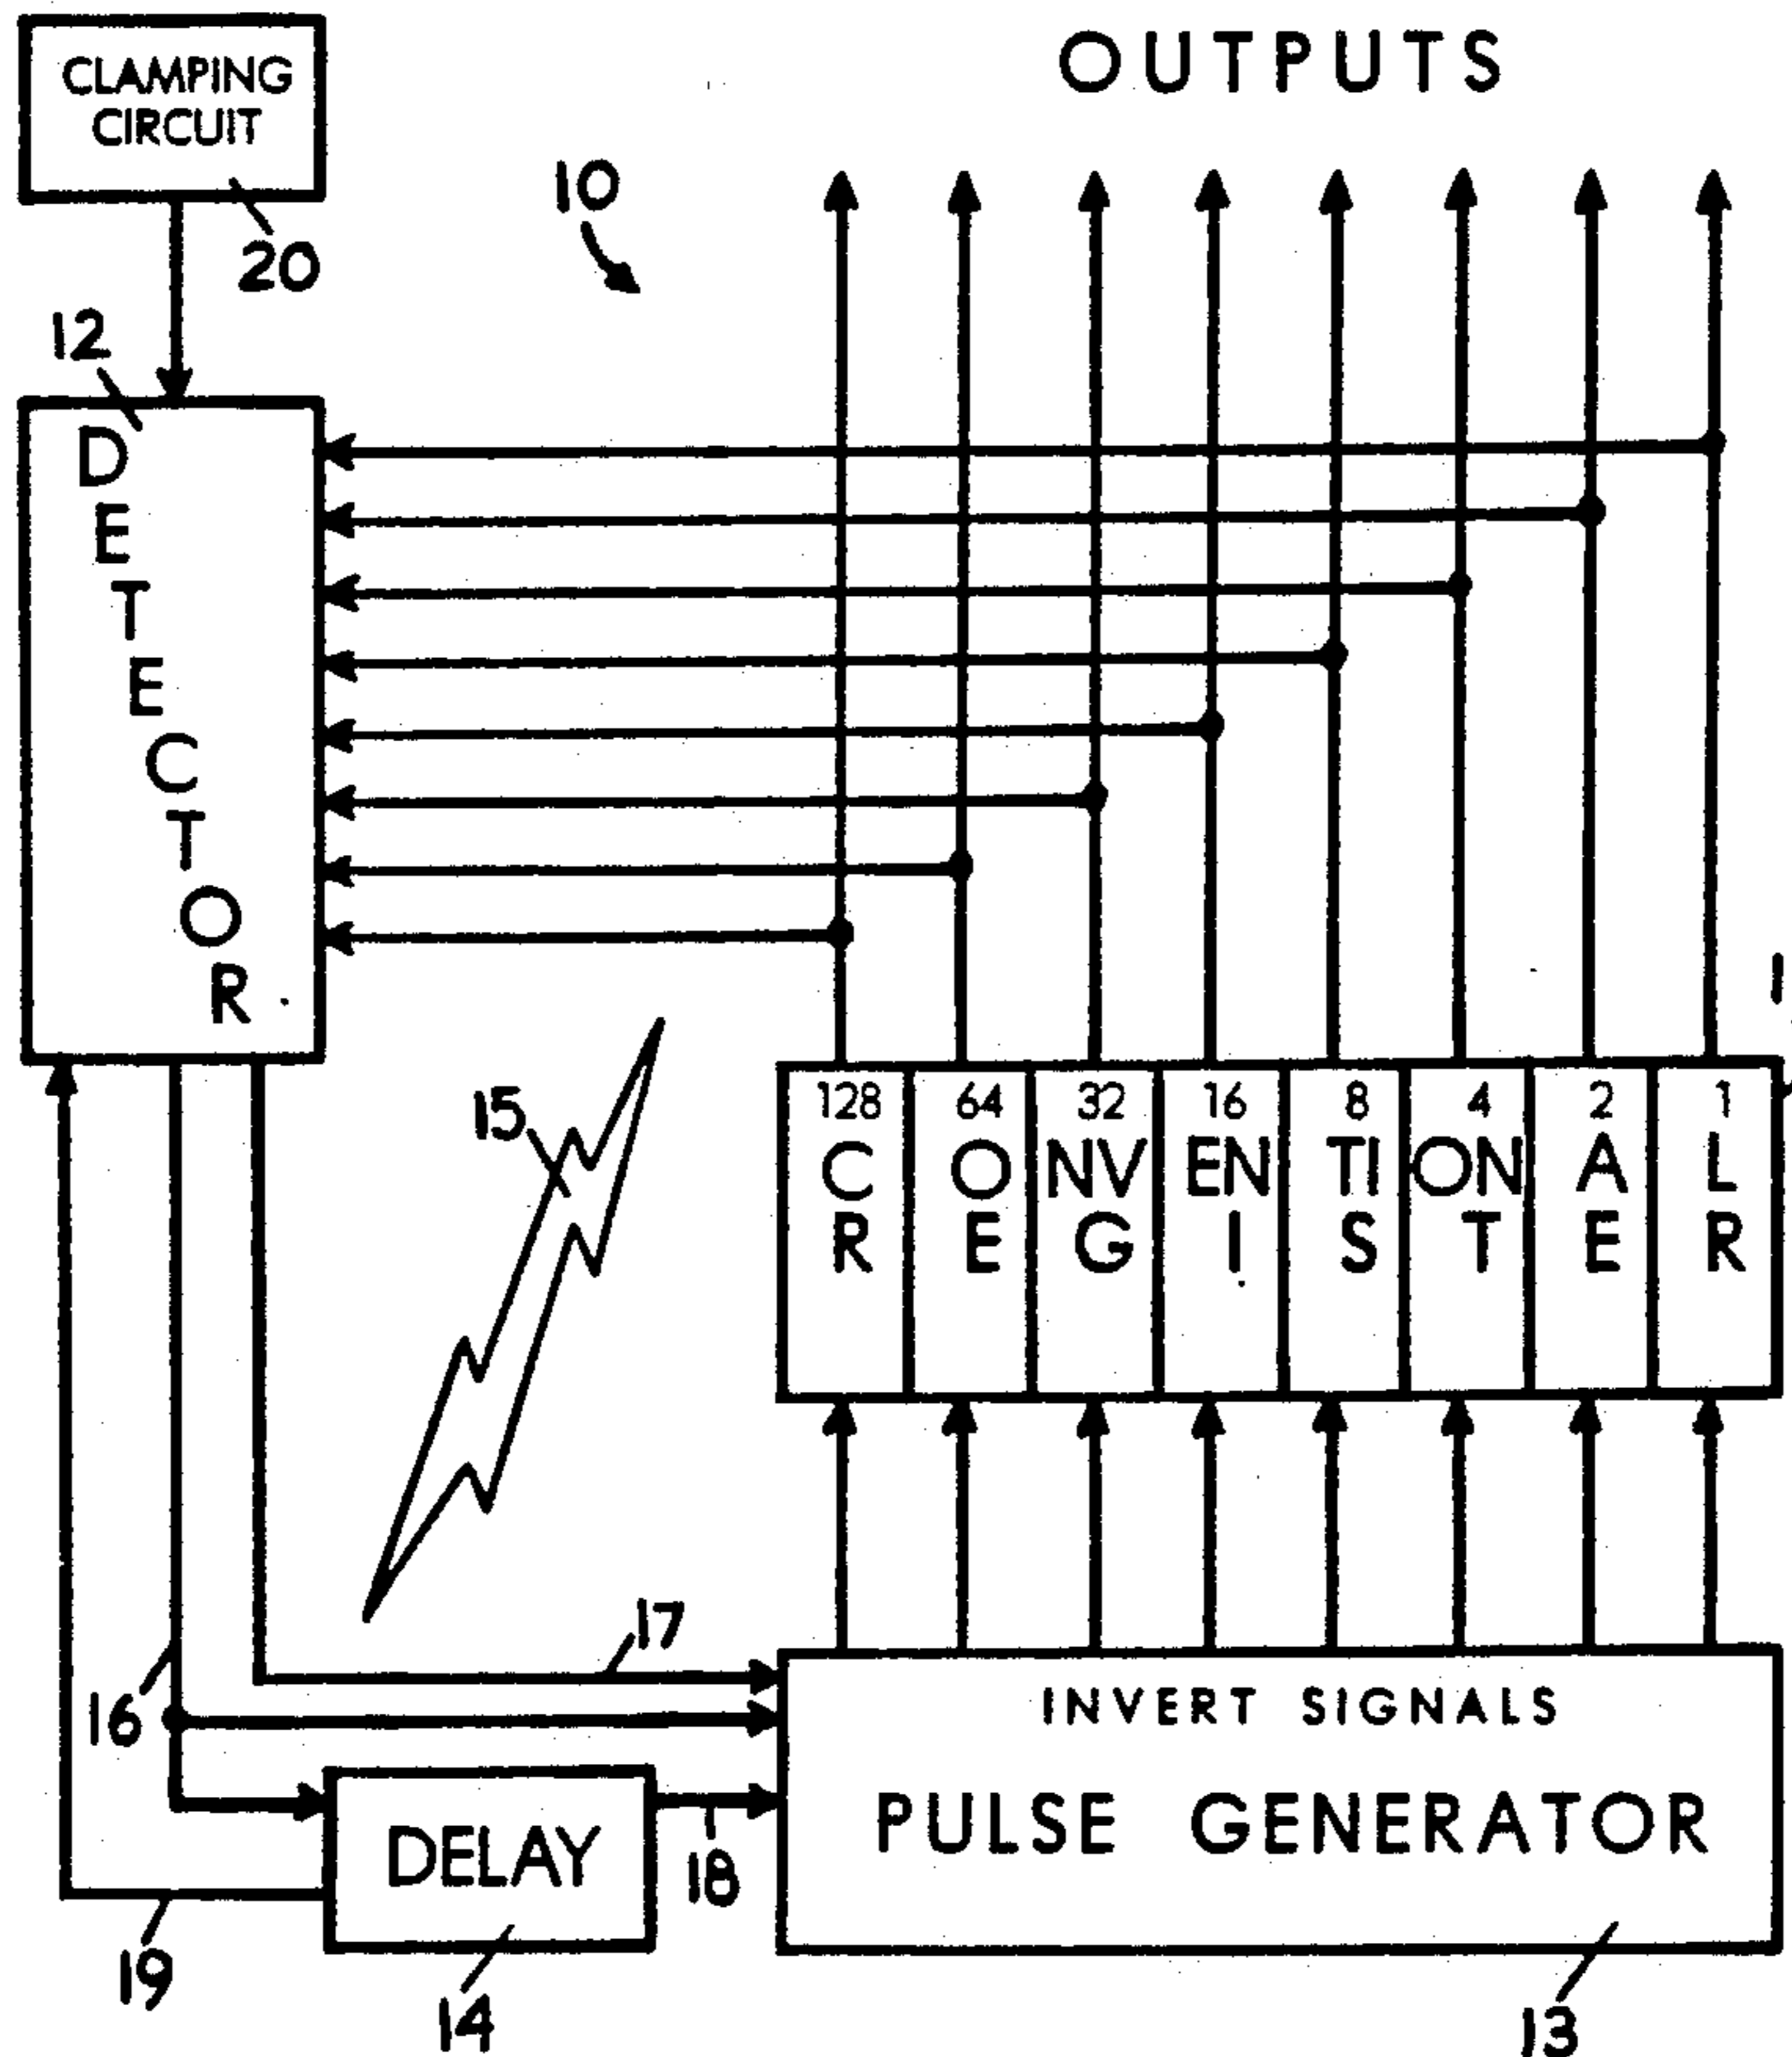 CLAMPING
CIRCUIT
OUTPUTS
10
20
12
DETECTOR
15
128 64 32 16 8 4 2 1
C O NV EN TI ON A L
R E G I S T E R
17
16
INVERT SIGNALS
PULSE GENERATOR
DELAY
18
19
14
13